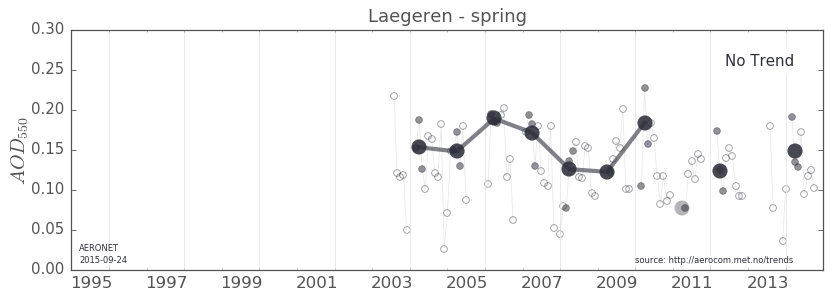 Laegeren - spring
0.30
0.25
0.20
0.15
0.10
0.05
0.00
AOD550
No Trend
AERONET
2015-09-24
source: http://aerocom.met.no/trends
1995 1997 1999 2001 2003 2005 2007 2009 2011 2013